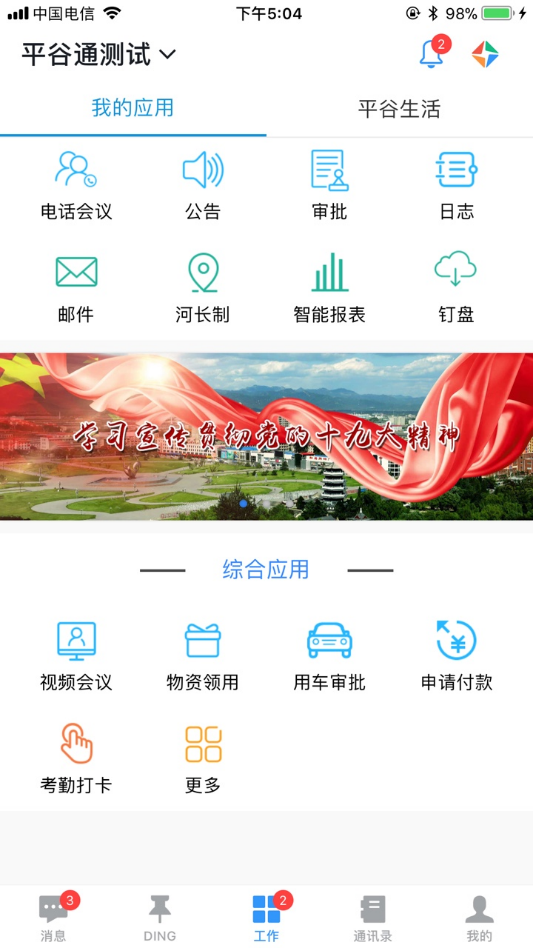 中国电信 下午5:04 98%
平谷通测试 2
我的应用 平谷生活
电话会议 公告 审批 日志
邮件 河长制 智能报表 钉盘
学习宣传贯彻党的十九大精神
综合应用
视频会议 物资领用 用车审批 申请付款
考勤打卡 更多
3 2
消息 DING 工作 通讯录 我的